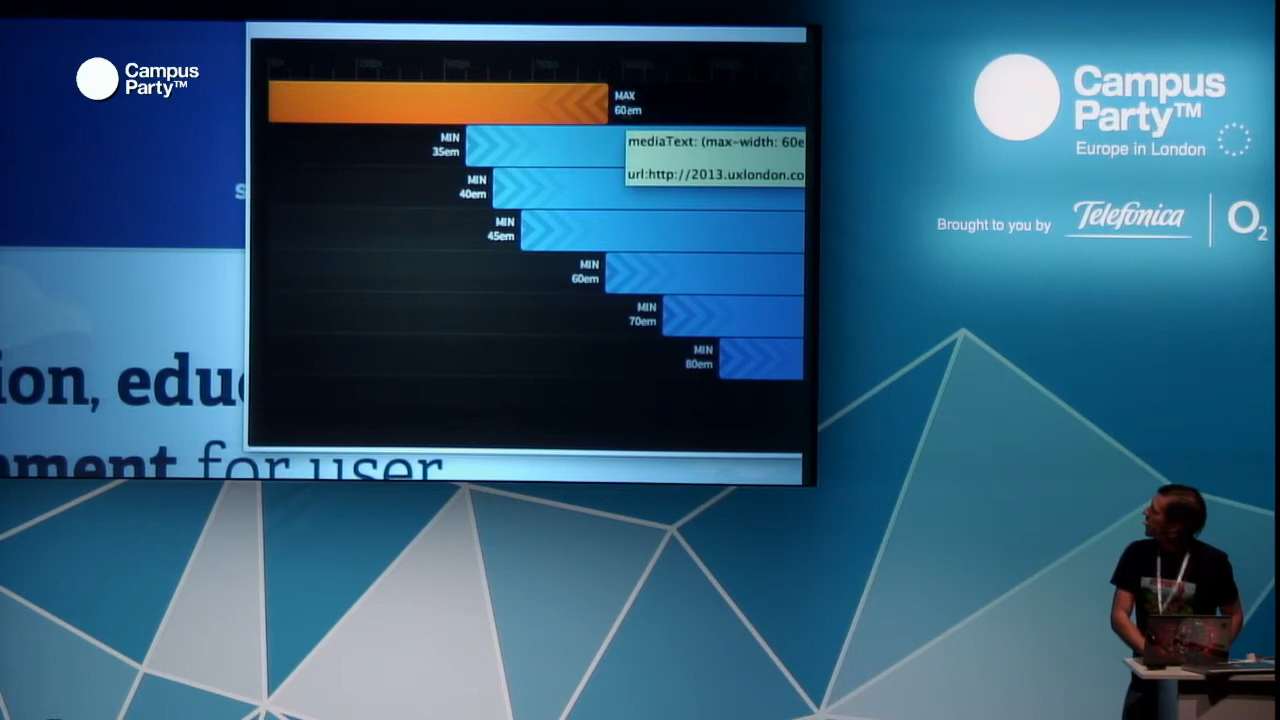 Campus
Party™
MAX
60em
MIN
35em
mediaText: (max-width: 60e
url:http://2013.uxlondon.co
MIN
40em
MIN
45em
MIN
60em
MIN
70em
MIN
80em
s
ion, edu
nment for user
Campus
Party™
Europe in London
Brought to you by
Telefónica
O2